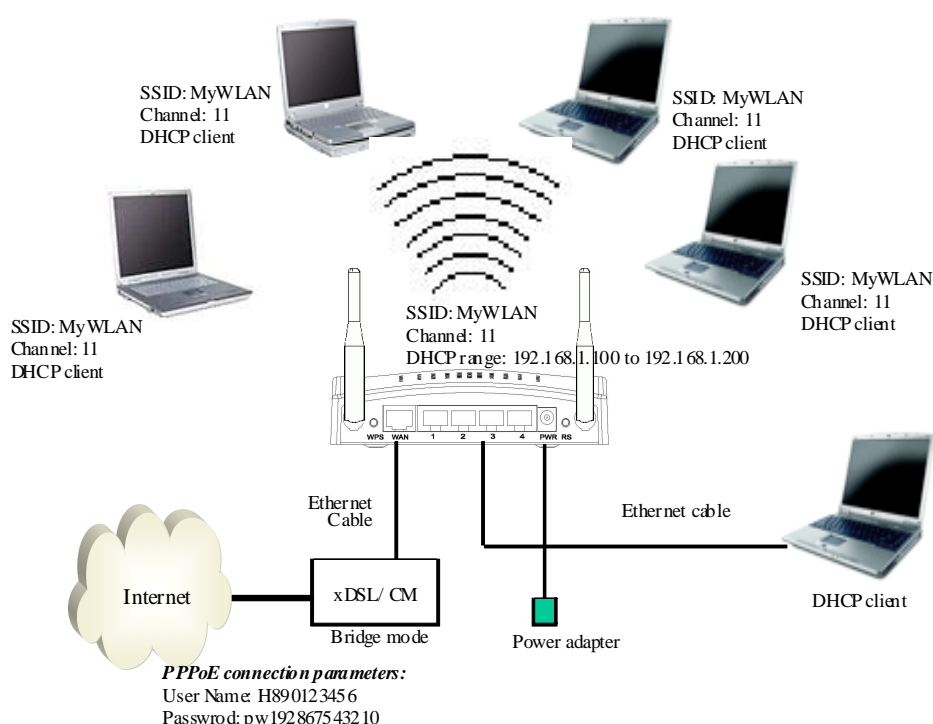 SSID: MyWLAN
Channel: 11
DHCP client
SSID: MyWLAN
Channel: 11
DHCP client
SSID: MyWLAN
Channel: 11
DHCP client
SSID: MyWLAN
Channel: 11
DHCP client
SSID: MyWLAN
Channel: 11
DHCP range: 192.168.1.100 to 192.168.1.200
WPS WAN 1 2 3 4 PWR RS
Ethernet
Cable
Ethernet cable
Internet
xDSL/ CM
Bridge mode
Power adapter
DHCP client
PPPoE connection parameters:
User Name: H890123456
Passwrod: pw192867543210